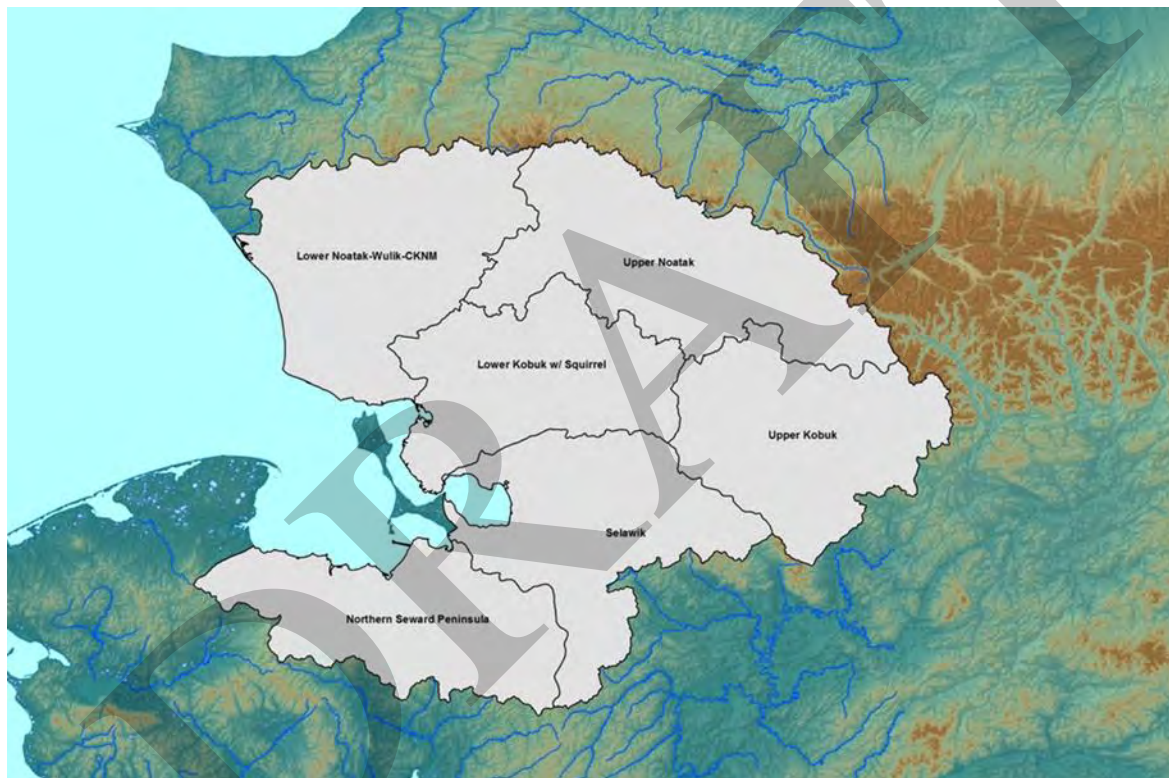 Lower Noatak-Wulik-CKNM
Upper Noatak
Lower Kobuk w/ Squirrel
Upper Kobuk
Selawik
Northern Seward Peninsula
DRAFT